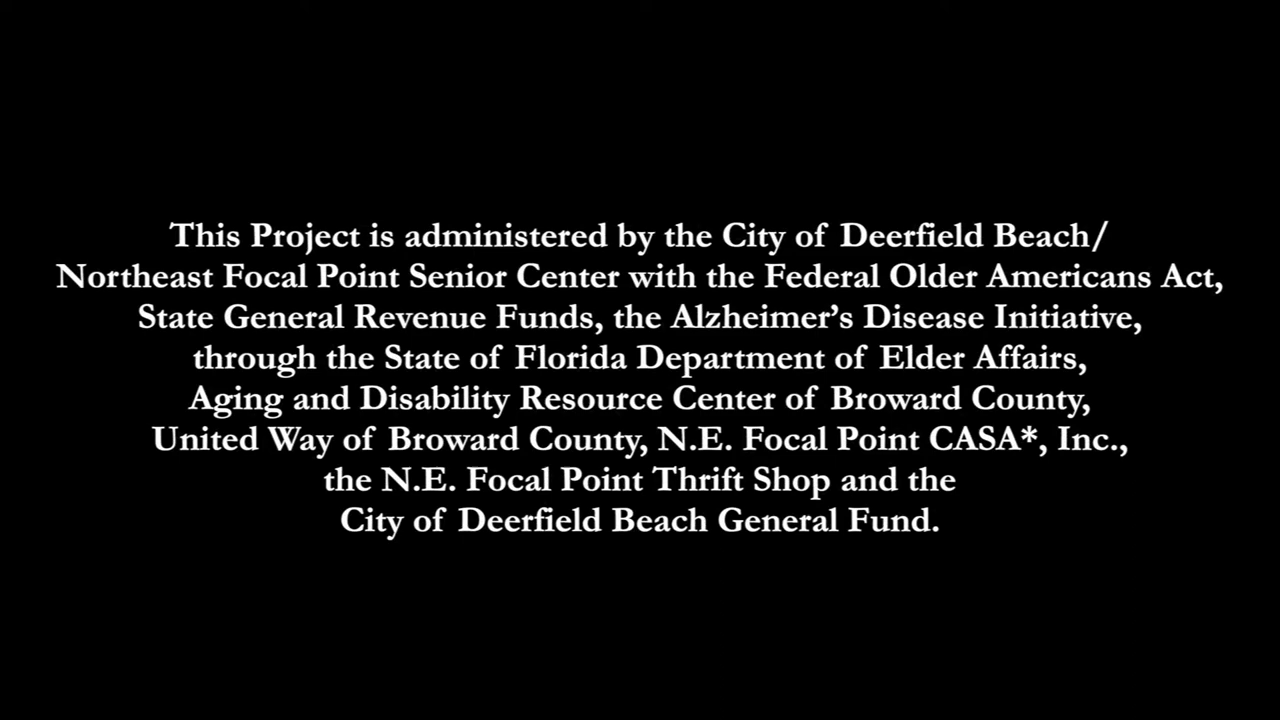 This Project is administered by the City of Deerfield Beach/
Northeast Focal Point Senior Center with the Federal Older Americans Act,
State General Revenue Funds, the Alzheimer’s Disease Initiative,
through the State of Florida Department of Elder Affairs,
Aging and Disability Resource Center of Broward County,
United Way of Broward County, N.E. Focal Point CASA*, Inc.,
the N.E. Focal Point Thrift Shop and the
City of Deerfield Beach General Fund.